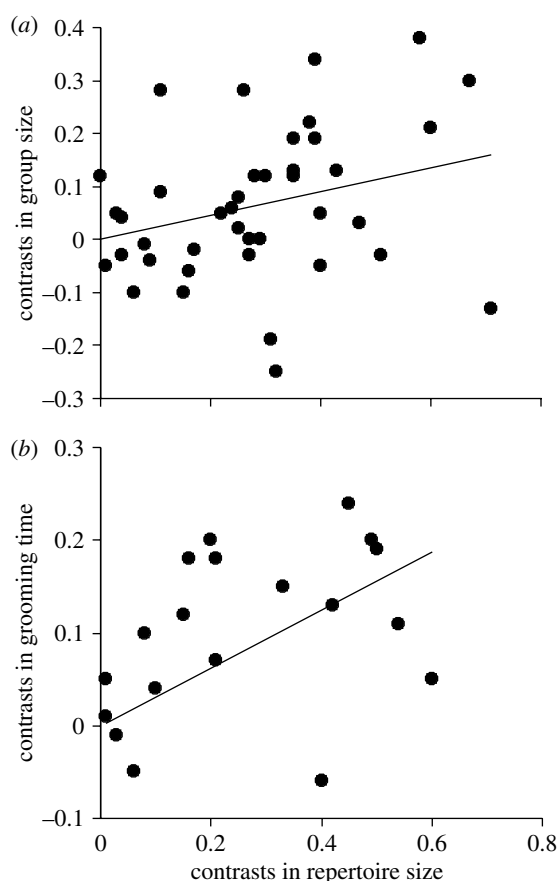 (a)
0.4
0.3
0.2
0.1
0
–0.1
–0.2
–0.3
contrasts in group size
(b)
0.3
0.2
0.1
0
–0.1
contrasts in grooming time
0 0.2 0.4 0.6 0.8
contrasts in repertoire size